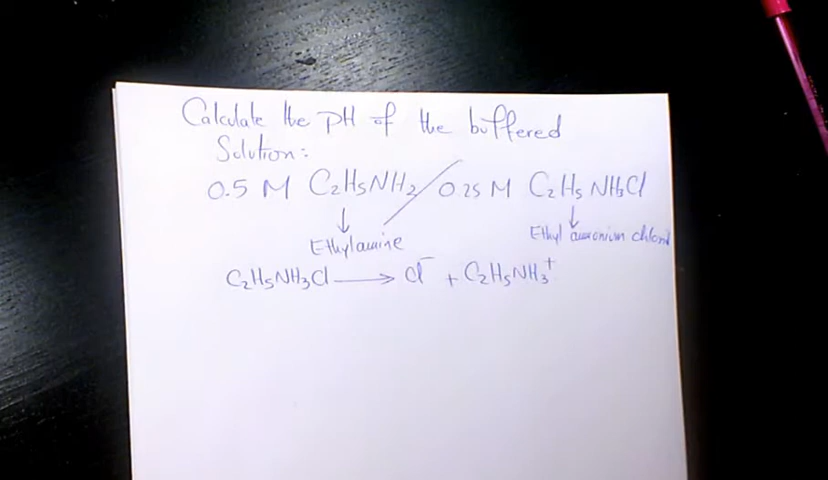 Calculate the pH of the buffered
Solution:
0.5 M C₂H₅NH₂ / 0.25 M C₂H₅NH₃Cl
↓ ↓
Ethylamine Ethyl ammonium chlorid
C₂H₅NH₃Cl ⟶ Cl⁻ + C₂H₅NH₃⁺